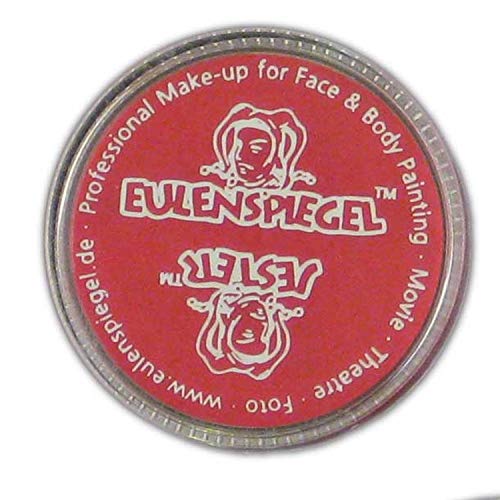 Professional Make-up for Face & Body Painting · Movie · Theatre · Foto · www.eulenspiegel.de ·
EULENSPIEGEL™
JESTER™